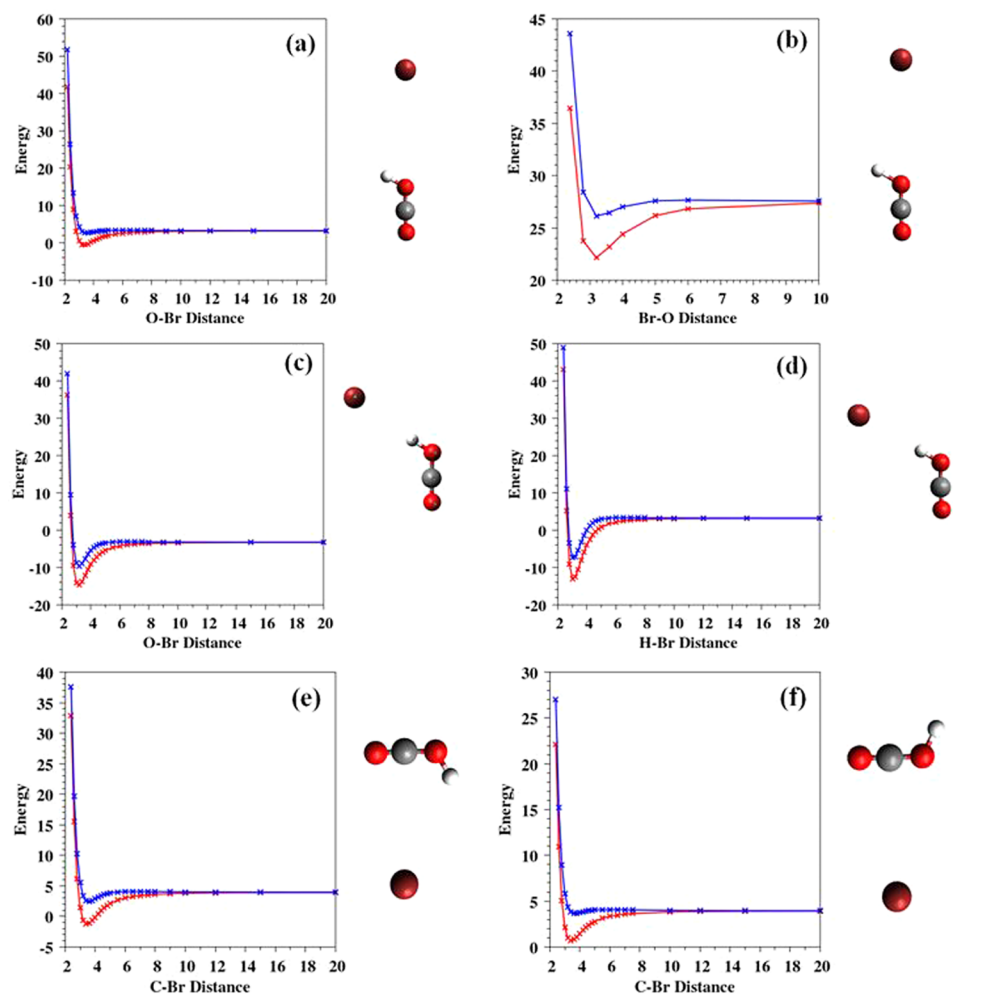 60
50
40
30
20
10
0
-10
Energy
(a)
2 4 6 8 10 12 14 16 18 20
O-Br Distance
45
40
35
30
25
20
Energy
(b)
2 3 4 5 6 7 8 9 10
Br-O Distance
50
40
30
20
10
0
-10
-20
Energy
(c)
2 4 6 8 10 12 14 16 18 20
O-Br Distance
50
40
30
20
10
0
-10
-20
Energy
(d)
2 4 6 8 10 12 14 16 18 20
H-Br Distance
40
35
30
25
20
15
10
5
0
-5
Energy
(e)
2 4 6 8 10 12 14 16 18 20
C-Br Distance
30
25
20
15
10
5
0
Energy
(f)
2 4 6 8 10 12 14 16 18 20
C-Br Distance